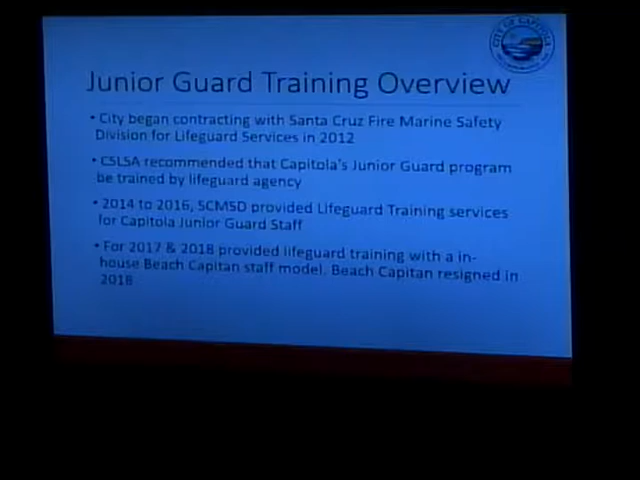 CITY OF CAPITOLA
Junior Guard Training Overview
• City began contracting with Santa Cruz Fire Marine Safety
Division for Lifeguard Services in 2012
• CSLSA recommended that Capitola's Junior Guard program
be trained by lifeguard agency
• 2014 to 2016, SCMSD provided Lifeguard Training services
for Capitola Junior Guard Staff
• For 2017 & 2018 provided lifeguard training with a in-
house Beach Capitan staff model. Beach Capitan resigned in
2018